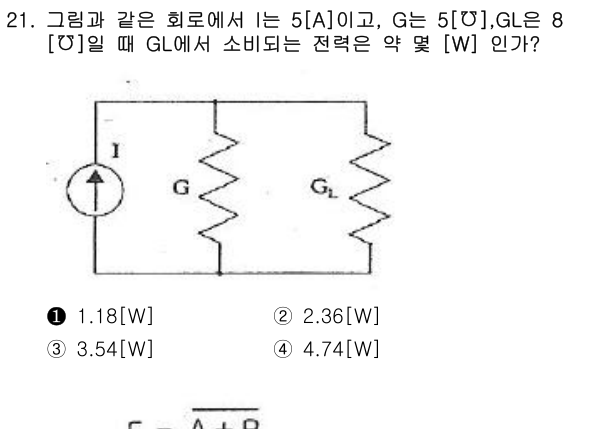 21. 그림과 같은 회로에서 I는 5[A]이고, G는 5[℧],GL은 8
[℧]일 때 GL에서 소비되는 전력은 약 몇 [W] 인가?
I
G
GL
❶ 1.18[W]
② 2.36[W]
③ 3.54[W]
④ 4.74[W]